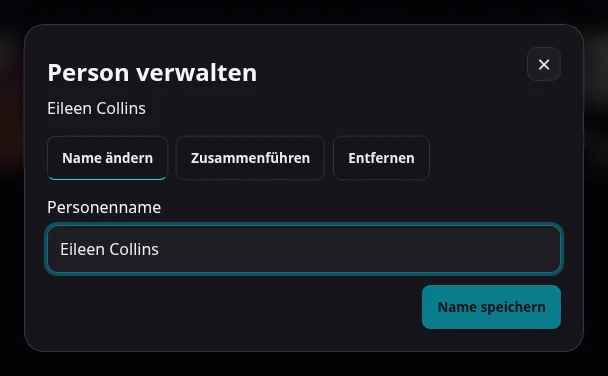 Person verwalten
Eileen Collins
Name ändern Zusammenführen Entfernen
Personenname
Eileen Collins
Name speichern